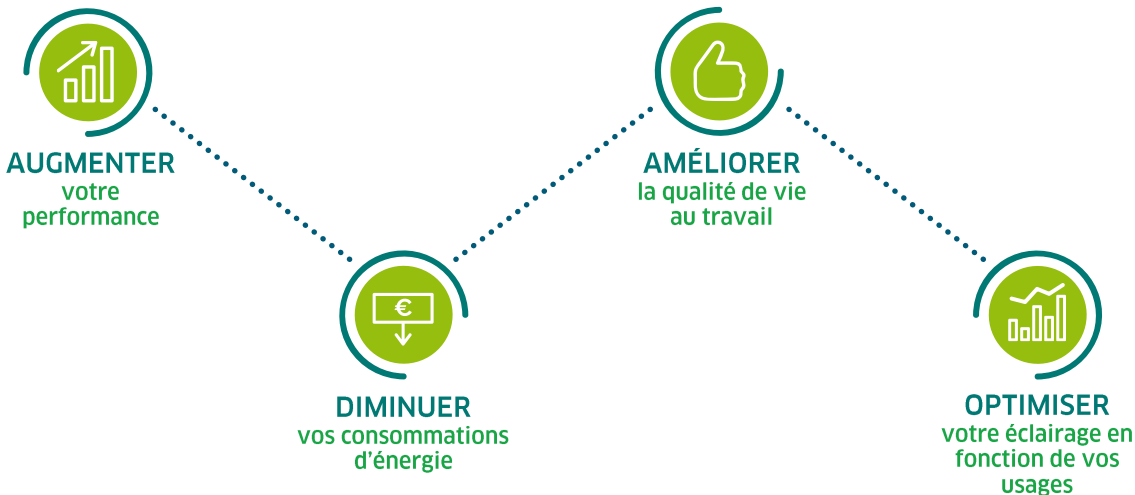 AUGMENTER
votre
performance
€
DIMINUER
vos consommations
d'énergie
AMÉLIORER
la qualité de vie
au travail
OPTIMISER
votre éclairage en
fonction de vos
usages